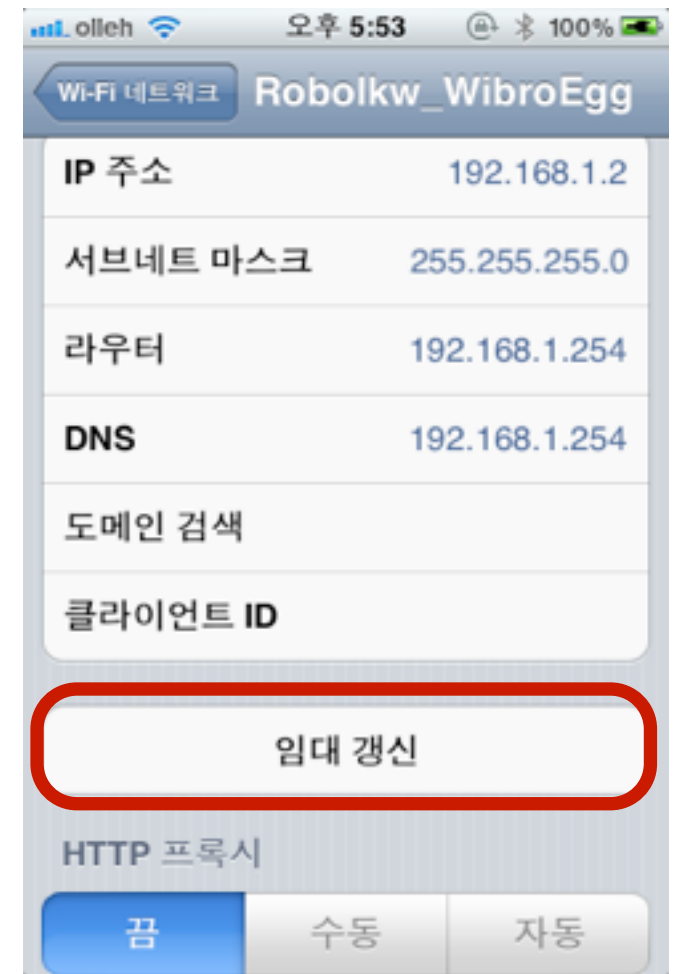 olleh 오후 5:53 100%
Wi-Fi 네트워크 Robolkw_WibroEgg
IP 주소 192.168.1.2
서브네트 마스크 255.255.255.0
라우터 192.168.1.254
DNS 192.168.1.254
도메인 검색
클라이언트 ID
임대 갱신
HTTP 프록시
끔 수동 자동